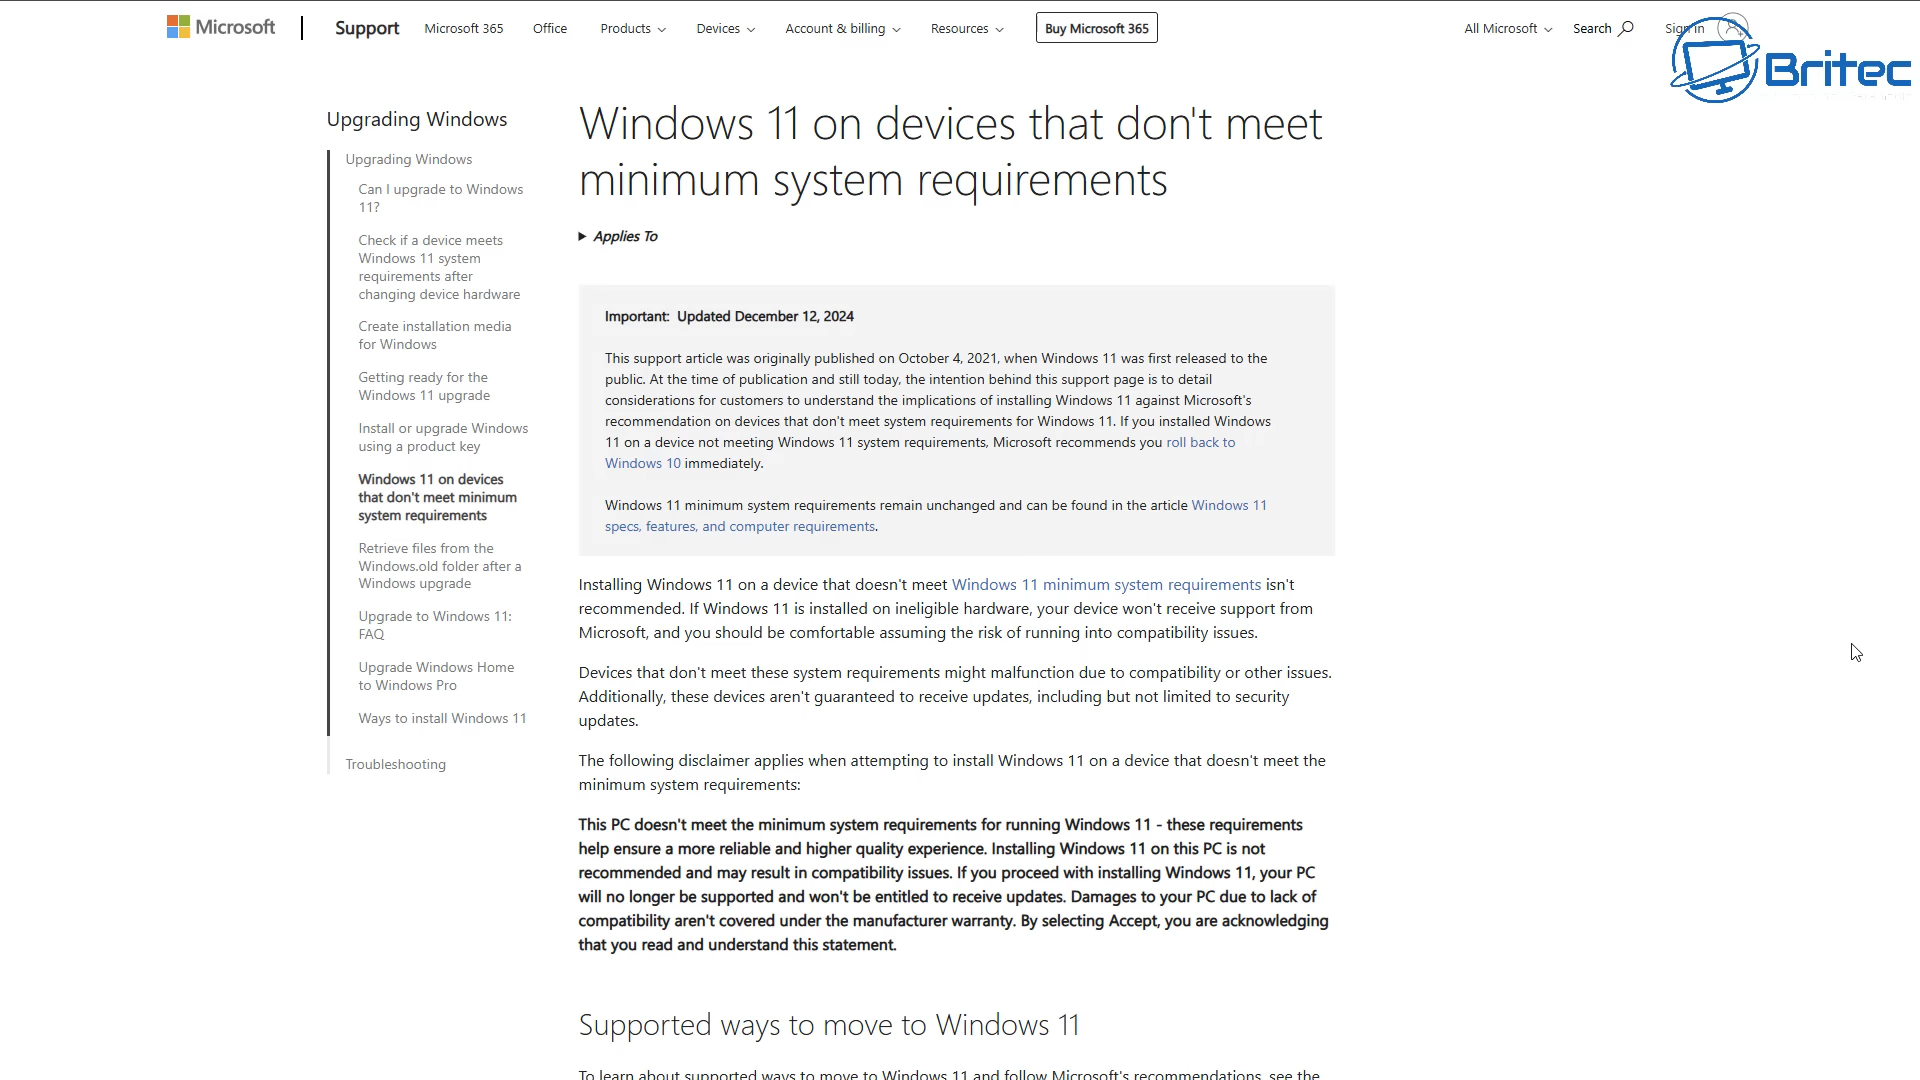 Microsoft
Support
Microsoft 365
Office
Products
Devices
Account & billing
Resources
Buy Microsoft 365
All Microsoft
Search
Sign in
Britec
Upgrading Windows
Upgrading Windows
Can I upgrade to Windows
11?
Check if a device meets
Windows 11 system
requirements after
changing device hardware
Create installation media
for Windows
Getting ready for the
Windows 11 upgrade
Install or upgrade Windows
using a product key
Windows 11 on devices
that don't meet minimum
system requirements
Retrieve files from the
Windows.old folder after a
Windows upgrade
Upgrade to Windows 11:
FAQ
Upgrade Windows Home
to Windows Pro
Ways to install Windows 11
Troubleshooting
Windows 11 on devices that don't meet
minimum system requirements
Applies To
Important: Updated December 12, 2024
This support article was originally published on October 4, 2021, when Windows 11 was first released to the
public. At the time of publication and still today, the intention behind this support page is to detail
considerations for customers to understand the implications of installing Windows 11 against Microsoft's
recommendation on devices that don't meet system requirements for Windows 11. If you installed Windows
11 on a device not meeting Windows 11 system requirements, Microsoft recommends you roll back to
Windows 10 immediately.
Windows 11 minimum system requirements remain unchanged and can be found in the article Windows 11
specs, features, and computer requirements.
Installing Windows 11 on a device that doesn't meet Windows 11 minimum system requirements isn't
recommended. If Windows 11 is installed on ineligible hardware, your device won't receive support from
Microsoft, and you should be comfortable assuming the risk of running into compatibility issues.
Devices that don't meet these system requirements might malfunction due to compatibility or other issues.
Additionally, these devices aren't guaranteed to receive updates, including but not limited to security
updates.
The following disclaimer applies when attempting to install Windows 11 on a device that doesn't meet the
minimum system requirements:
This PC doesn't meet the minimum system requirements for running Windows 11 - these requirements
help ensure a more reliable and higher quality experience. Installing Windows 11 on this PC is not
recommended and may result in compatibility issues. If you proceed with installing Windows 11, your PC
will no longer be supported and won't be entitled to receive updates. Damages to your PC due to lack of
compatibility aren't covered under the manufacturer warranty. By selecting Accept, you are acknowledging
that you read and understand this statement.
Supported ways to move to Windows 11
To learn about supported ways to move to Windows 11 and follow Microsoft's recommendations, see the